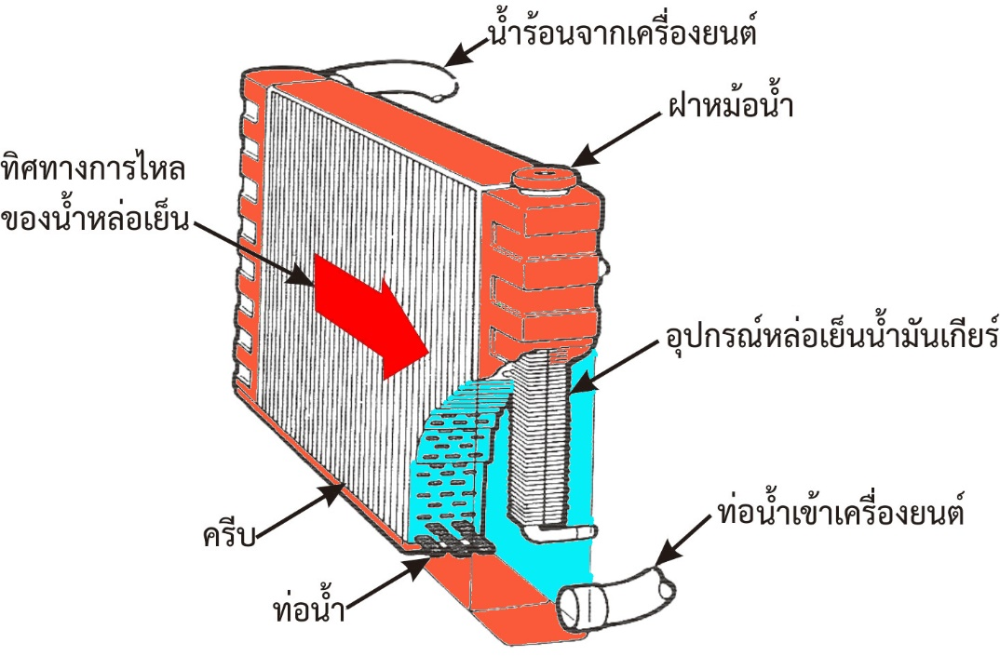 น้ำร้อนจากเครื่องยนต์
ฝาหม้อน้ำ
ทิศทางการไหล
ของน้ำหล่อเย็น
อุปกรณ์หล่อเย็นน้ำมันเกียร์
ท่อน้ำเข้าเครื่องยนต์
ครีบ
ท่อน้ำ